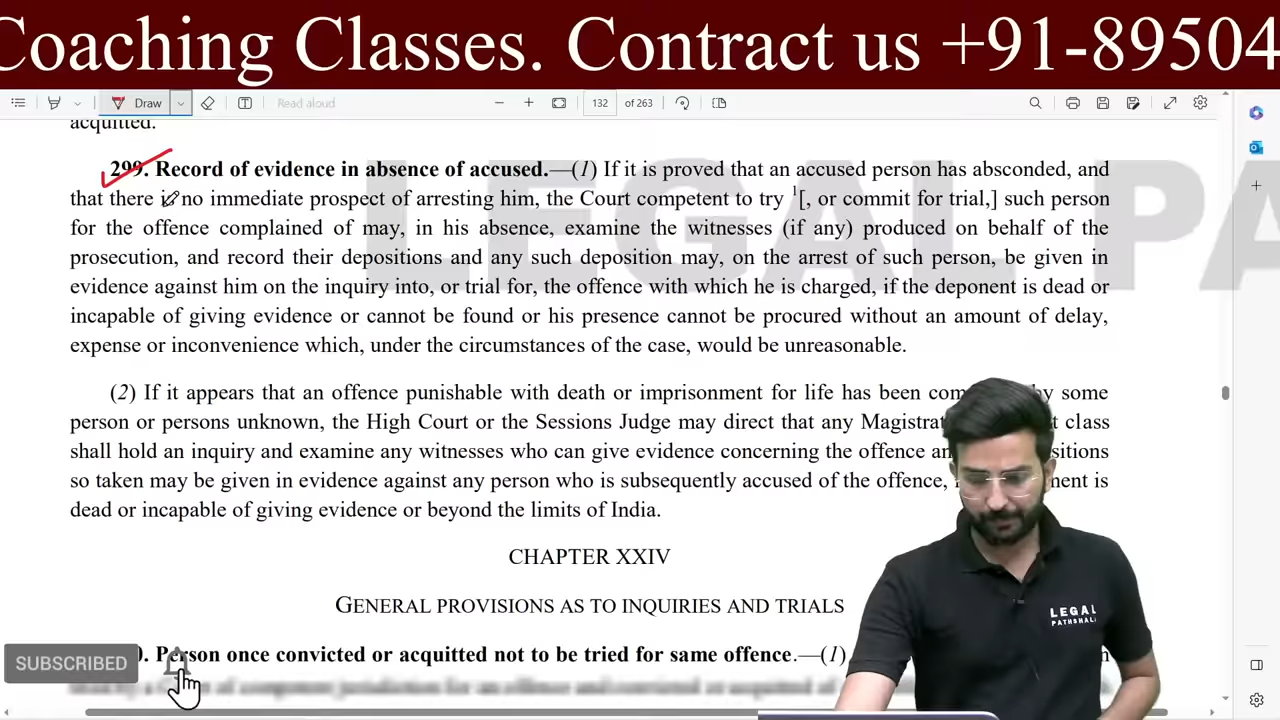 Coaching Classes. Contract us +91-89504
Draw
Read aloud
132 of 263
acquitted.
299. Record of evidence in absence of accused.—(1) If it is proved that an accused person has absconded, and
that there is no immediate prospect of arresting him, the Court competent to try 1[, or commit for trial,] such person
for the offence complained of may, in his absence, examine the witnesses (if any) produced on behalf of the
prosecution, and record their depositions and any such deposition may, on the arrest of such person, be given in
evidence against him on the inquiry into, or trial for, the offence with which he is charged, if the deponent is dead or
incapable of giving evidence or cannot be found or his presence cannot be procured without an amount of delay,
expense or inconvenience which, under the circumstances of the case, would be unreasonable.
LEGAL PA
(2) If it appears that an offence punishable with death or imprisonment for life has been com by some
person or persons unknown, the High Court or the Sessions Judge may direct that any Magistrat class
shall hold an inquiry and examine any witnesses who can give evidence concerning the offence an sitions
so taken may be given in evidence against any person who is subsequently accused of the offence, nent is
dead or incapable of giving evidence or beyond the limits of India.
CHAPTER XXIV
GENERAL PROVISIONS AS TO INQUIRIES AND TRIALS
0. Person once convicted or acquitted not to be tried for same offence.—(1)
SUBSCRIBED
LEGAL
PATHSHALA